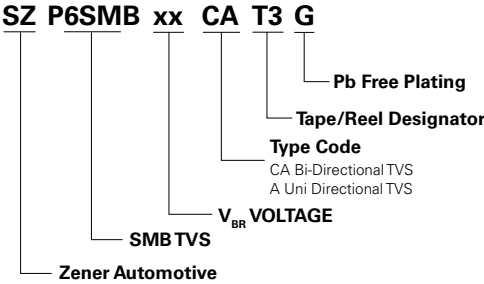 SZ P6SMB xx CA T3 G
Pb Free Plating
Tape/Reel Designator
Type Code
CA Bi-Directional TVS
A Uni Directional TVS
VBR VOLTAGE
SMB TVS
Zener Automotive